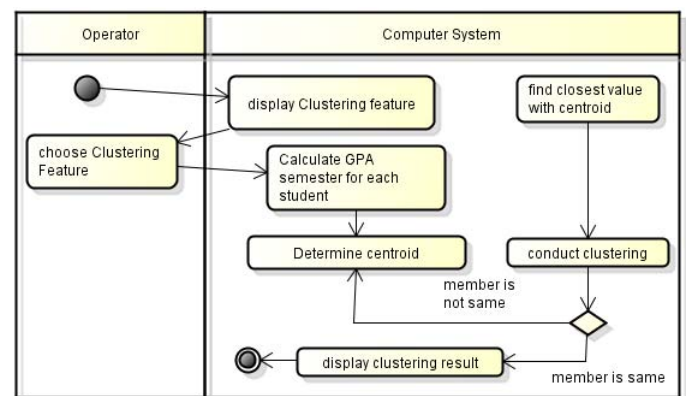 Operator
Computer System
display Clustering feature
find closest value
with centroid
choose Clustering
Feature
Calculate GPA
semester for each
student
Determine centroid
conduct clustering
member is
not same
display clustering result
member is same